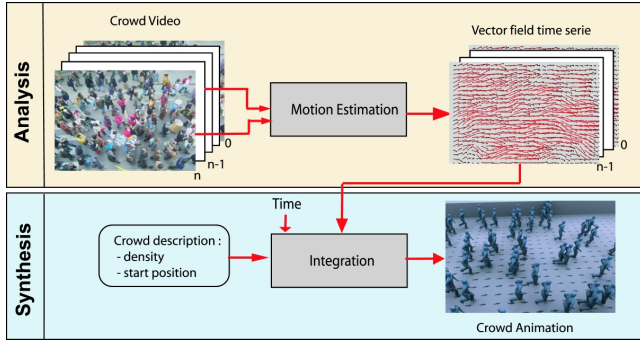 Analysis
Crowd Video
n
n-1
0
Motion Estimation
Vector field time serie
n-1
0
Synthesis
Time
Crowd description :
- density
- start position
Integration
Crowd Animation